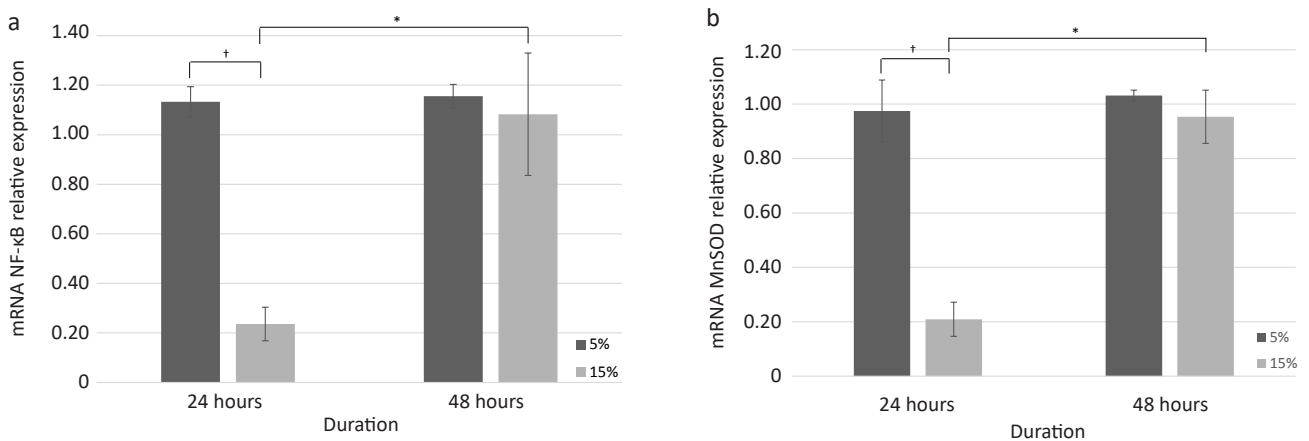 a
mRNA NF-κB relative expression
1.40
1.20
1.00
0.80
0.60
0.40
0.20
0
†
*
5%
15%
24 hours
48 hours
Duration
b
mRNA MnSOD relative expression
1.20
1.00
0.80
0.60
0.40
0.20
0
†
*
5%
15%
24 hours
48 hours
Duration